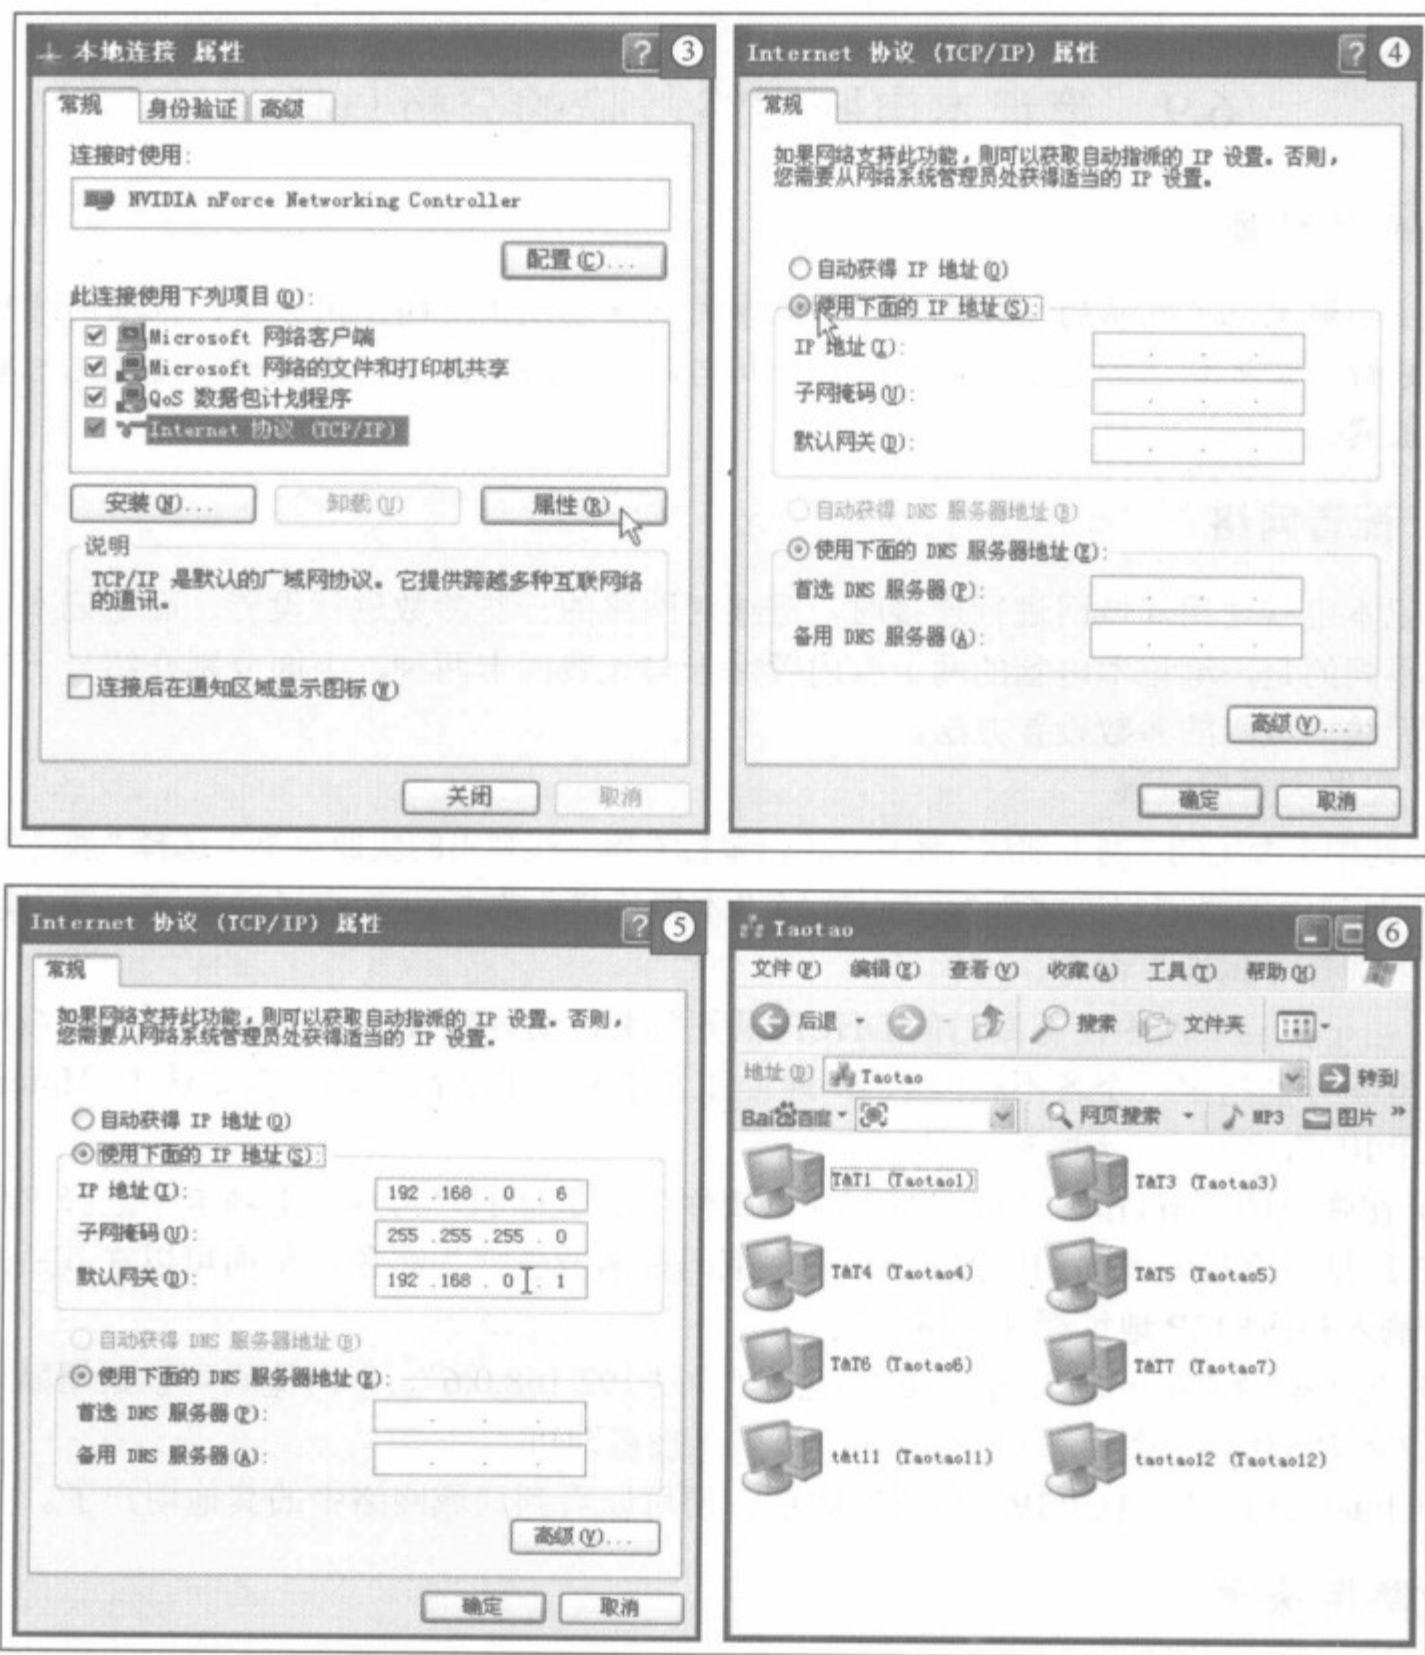 本地连接 属性
? ③
常规 身份验证 高级
连接时使用:
NVIDIA nForce Networking Controller
配置(C)...
此连接使用下列项目(O):
Microsoft 网络客户端
Microsoft 网络的文件和打印机共享
QoS 数据包计划程序
Internet 协议 (TCP/IP)
安装(N)... 卸载(U) 属性(R)
说明
TCP/IP 是默认的广域网协议。它提供跨越多种互联网络
的通讯。
连接后在通知区域显示图标(W)
关闭 取消
Internet 协议 (TCP/IP) 属性
? ④
常规
如果网络支持此功能,则可以获取自动指派的 IP 设置。否则,
您需要从网络系统管理员处获得适当的 IP 设置。
自动获得 IP 地址(O)
使用下面的 IP 地址(S):
IP 地址(I):
子网掩码(U):
默认网关(D):
自动获得 DNS 服务器地址(B)
使用下面的 DNS 服务器地址(E):
首选 DNS 服务器(P):
备用 DNS 服务器(A):
高级(V)...
确定 取消
Internet 协议 (TCP/IP) 属性
? ⑤
常规
如果网络支持此功能,则可以获取自动指派的 IP 设置。否则,
您需要从网络系统管理员处获得适当的 IP 设置。
自动获得 IP 地址(O)
使用下面的 IP 地址(S):
IP 地址(I): 192 .168 . 0 . 6
子网掩码(U): 255 .255 .255 . 0
默认网关(D): 192 .168 . 0 . 1
自动获得 DNS 服务器地址(B)
使用下面的 DNS 服务器地址(E):
首选 DNS 服务器(P):
备用 DNS 服务器(A):
高级(V)...
确定 取消
Taotao
⑥
文件(F) 编辑(E) 查看(V) 收藏(A) 工具(T) 帮助(H)
后退 搜索 文件夹
地址(D) Taotao 转到
Bai百度 网页搜索 MP3 图片 »
T&T1 (Taotao1) T&T3 (Taotao3)
T&T4 (Taotao4) T&T5 (Taotao5)
T&T6 (Taotao6) T&T7 (Taotao7)
t&t11 (Taotao11) taotao12 (Taotao12)